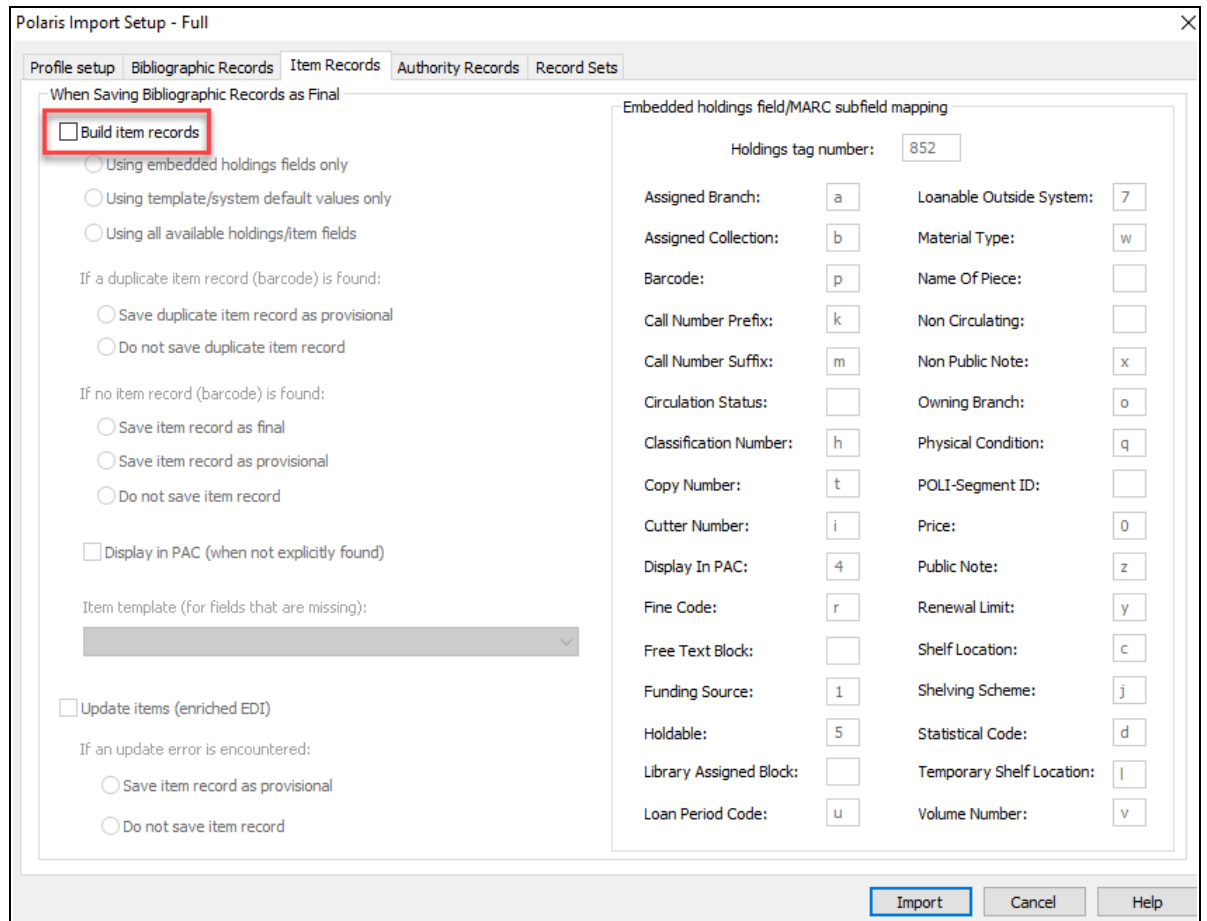 Polaris Import Setup - Full
Profile setup Bibliographic Records Item Records Authority Records Record Sets
When Saving Bibliographic Records as Final
Build item records
Using embedded holdings fields only
Using template/system default values only
Using all available holdings/item fields
If a duplicate item record (barcode) is found:
Save duplicate item record as provisional
Do not save duplicate item record
If no item record (barcode) is found:
Save item record as final
Save item record as provisional
Do not save item record
Display in PAC (when not explicitly found)
Item template (for fields that are missing):
Update items (enriched EDI)
If an update error is encountered:
Save item record as provisional
Do not save item record
Embedded holdings field/MARC subfield mapping
Holdings tag number: 852
Assigned Branch: a Loanable Outside System: 7
Assigned Collection: b Material Type: w
Barcode: p Name Of Piece:
Call Number Prefix: k Non Circulating:
Call Number Suffix: m Non Public Note: x
Circulation Status: Owning Branch: o
Classification Number: h Physical Condition: q
Copy Number: t POLI-Segment ID:
Cutter Number: i Price: 0
Display In PAC: 4 Public Note: z
Fine Code: r Renewal Limit: y
Free Text Block: Shelf Location: c
Funding Source: 1 Shelving Scheme: j
Holdable: 5 Statistical Code: d
Library Assigned Block: Temporary Shelf Location: l
Loan Period Code: u Volume Number: v
Import Cancel Help